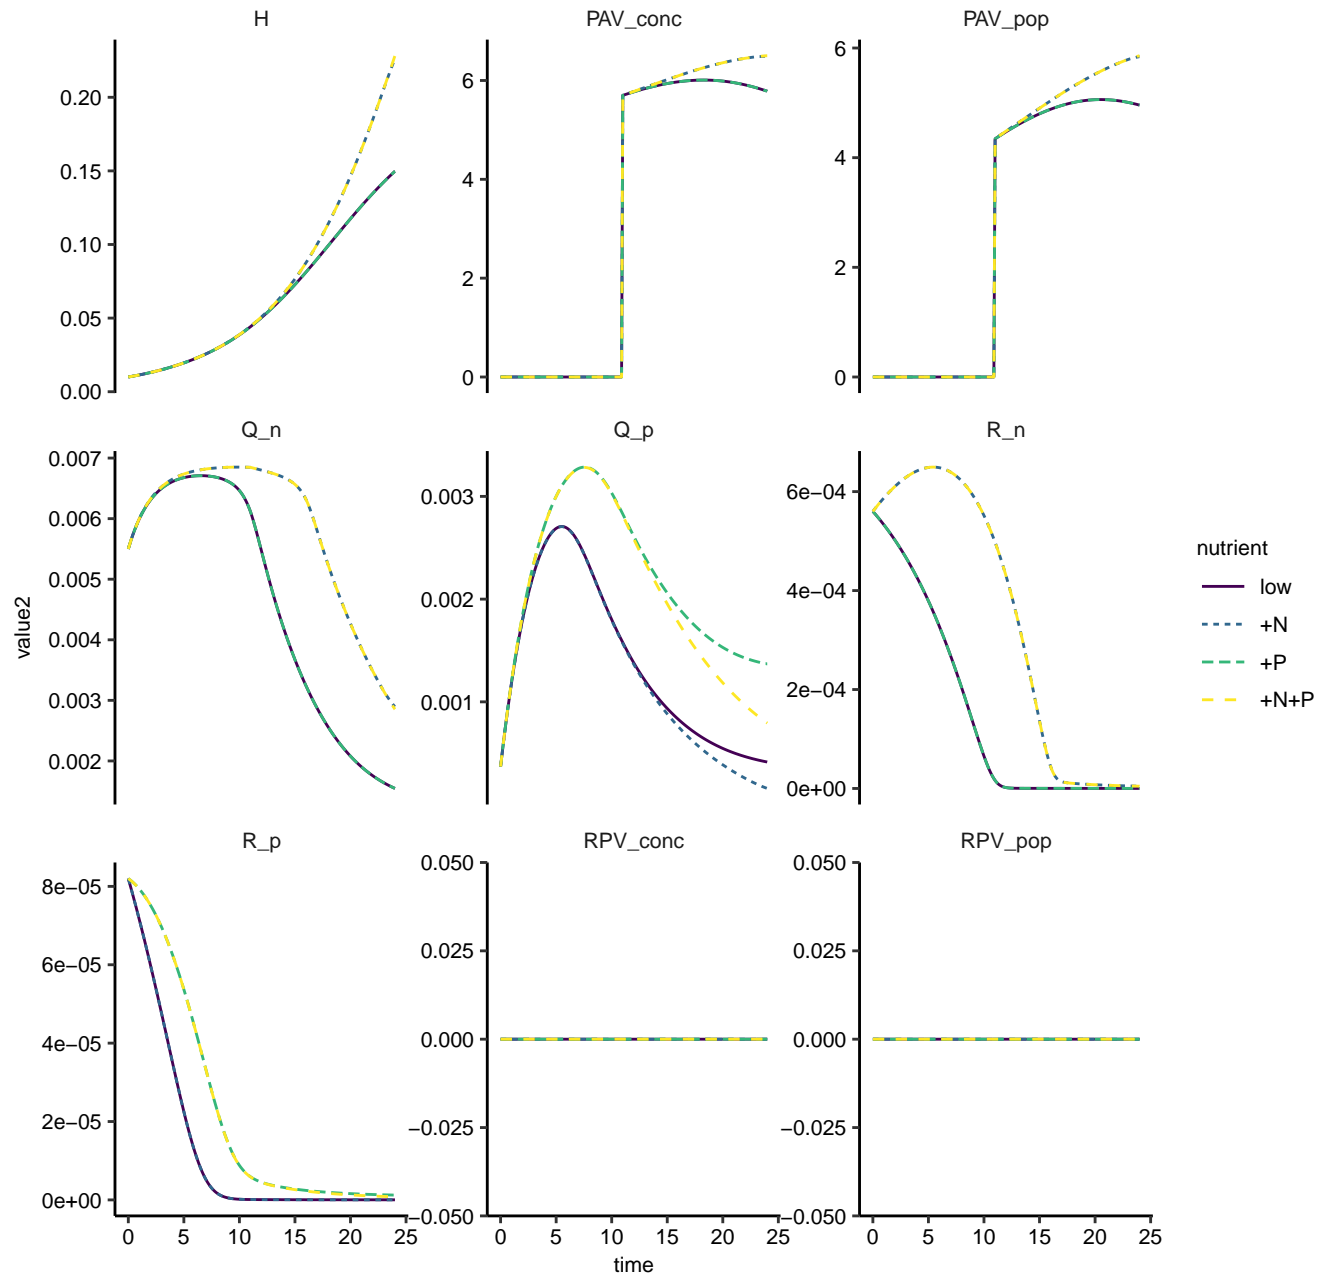 H
PAV_conc
PAV_pop
0.20
0.15
0.10
0.05
0.00
6
4
2
0
6
4
2
0
Q_n
Q_p
R_n
0.007
0.006
0.005
0.004
0.003
0.002
0.003
0.002
0.001
6e−04
4e−04
2e−04
0e+00
value2
nutrient
low
+N
+P
+N+P
R_p
RPV_conc
RPV_pop
8e−05
6e−05
4e−05
2e−05
0e+00
0.050
0.025
0.000
−0.025
−0.050
0.050
0.025
0.000
−0.025
−0.050
0 5 10 15 20 25
0 5 10 15 20 25
0 5 10 15 20 25
time